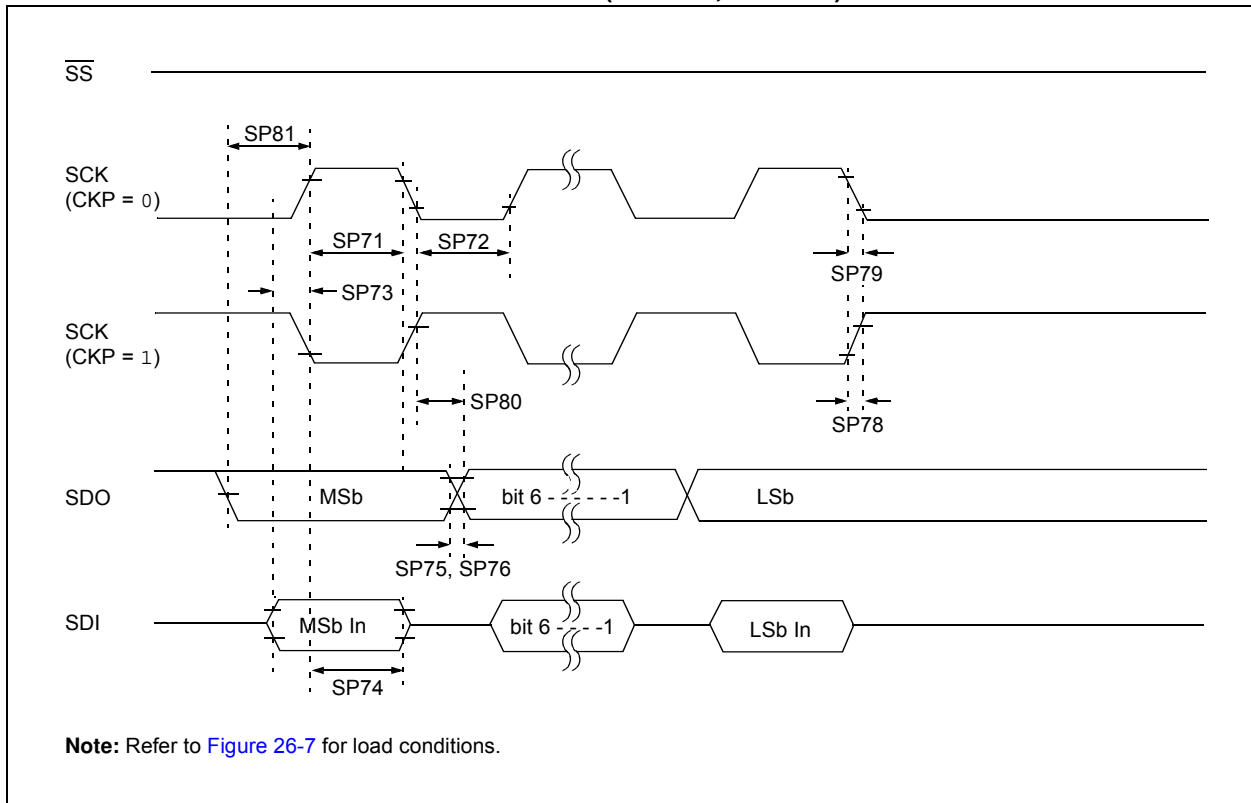 SS
SP81
SCK
(CKP = 0)
SP71
SP72
SP79
SP73
SCK
(CKP = 1)
SP80
SP78
SDO
MSb
bit 6 - - - - - -1
LSb
SP75, SP76
SDI
MSb In
bit 6 - - - -1
LSb In
SP74
Note: Refer to Figure 26-7 for load conditions.